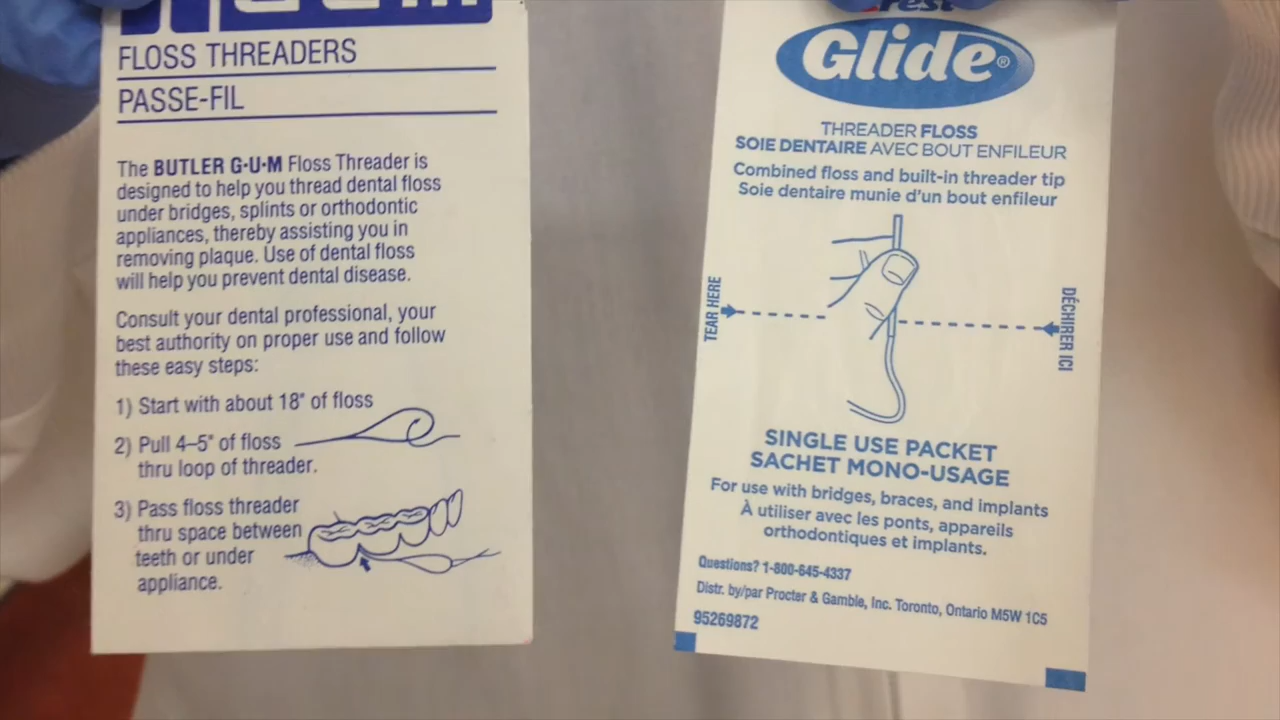 G·U·M
FLOSS THREADERS
PASSE-FIL
The BUTLER G·U·M Floss Threader is
designed to help you thread dental floss
under bridges, splints or orthodontic
appliances, thereby assisting you in
removing plaque. Use of dental floss
will help you prevent dental disease.
Consult your dental professional, your
best authority on proper use and follow
these easy steps:
1) Start with about 18" of floss
2) Pull 4–5" of floss
thru loop of threader.
3) Pass floss threader
thru space between
teeth or under
appliance.
Crest
Glide®
THREADER FLOSS
SOIE DENTAIRE AVEC BOUT ENFILEUR
Combined floss and built-in threader tip
Soie dentaire munie d'un bout enfileur
TEAR HERE
DÉCHIRER ICI
SINGLE USE PACKET
SACHET MONO-USAGE
For use with bridges, braces, and implants
À utiliser avec les ponts, appareils
orthodontiques et implants.
Questions? 1-800-645-4337
Distr. by/par Procter & Gamble, Inc. Toronto, Ontario M5W 1C5
95269872